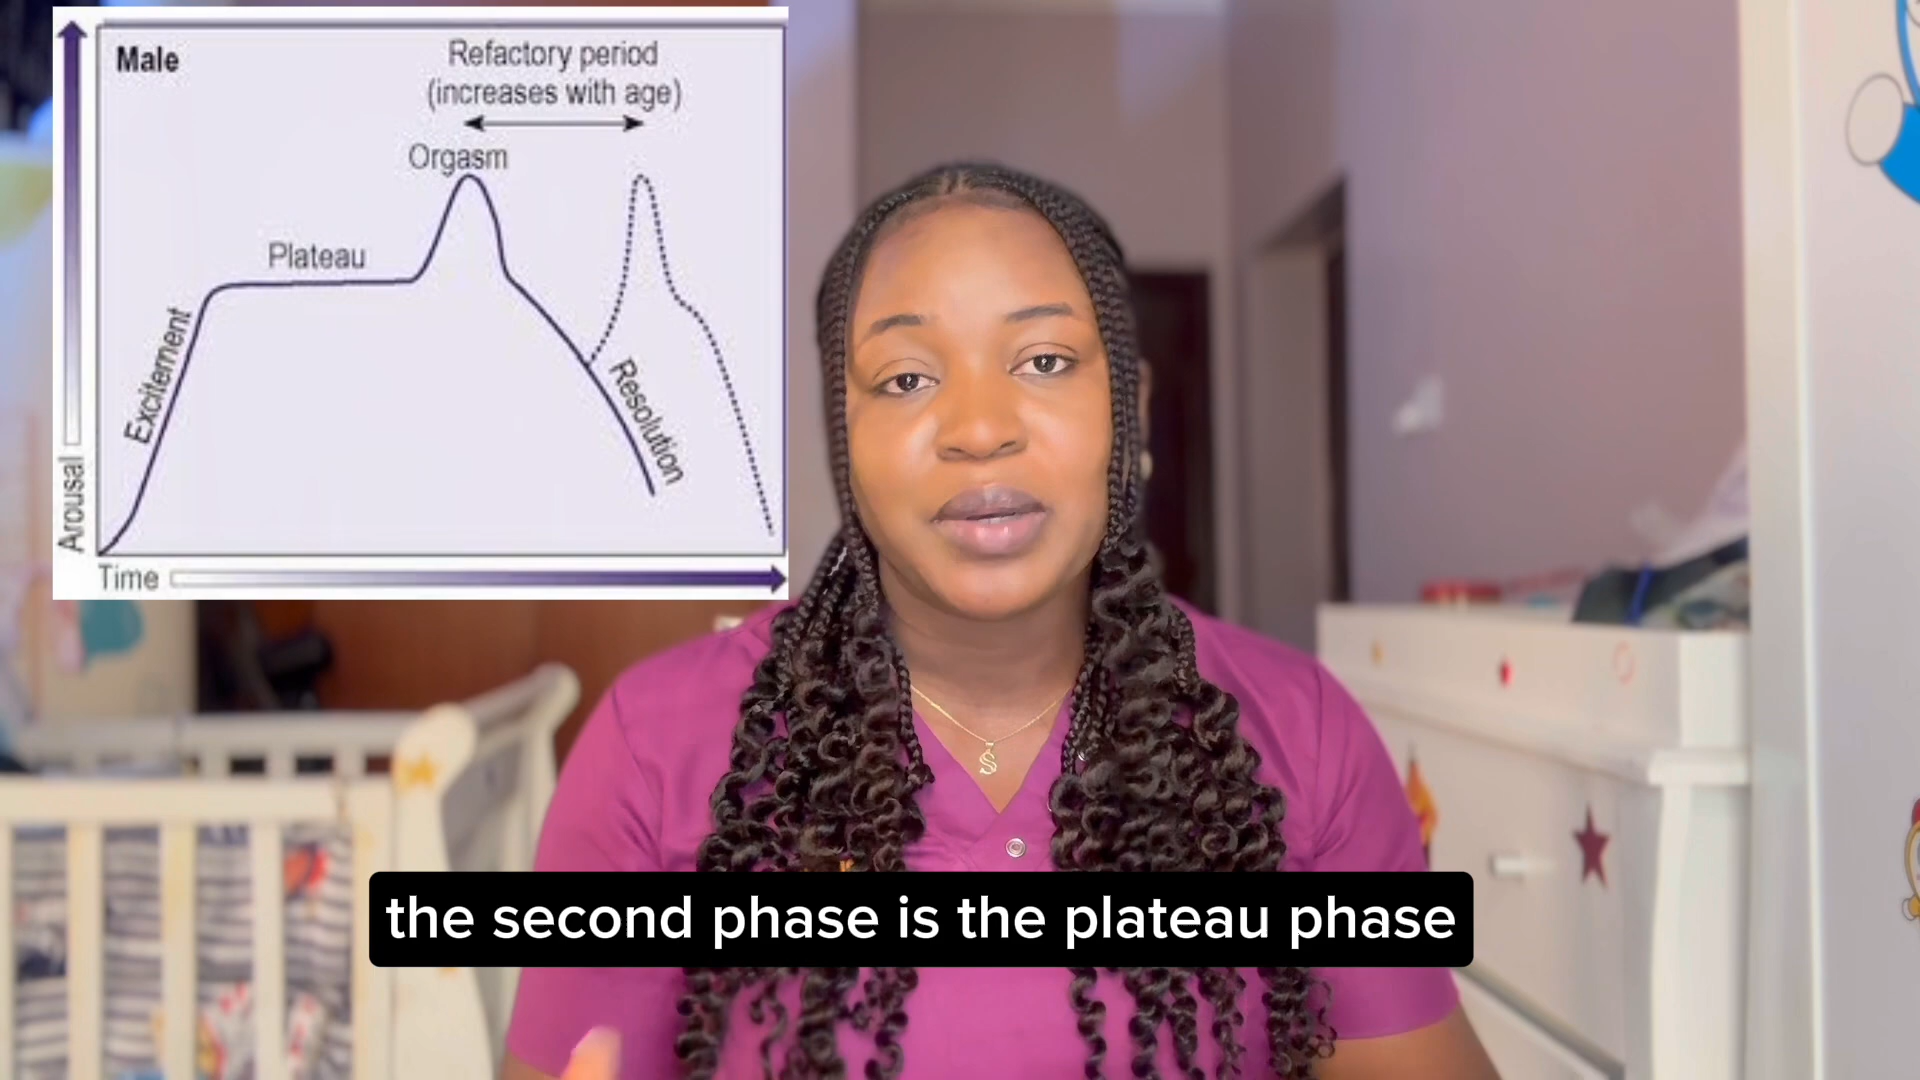 Male
Refactory period
(increases with age)
Orgasm
Plateau
Excitement
Resolution
Arousal
Time
S
the second phase is the plateau phase